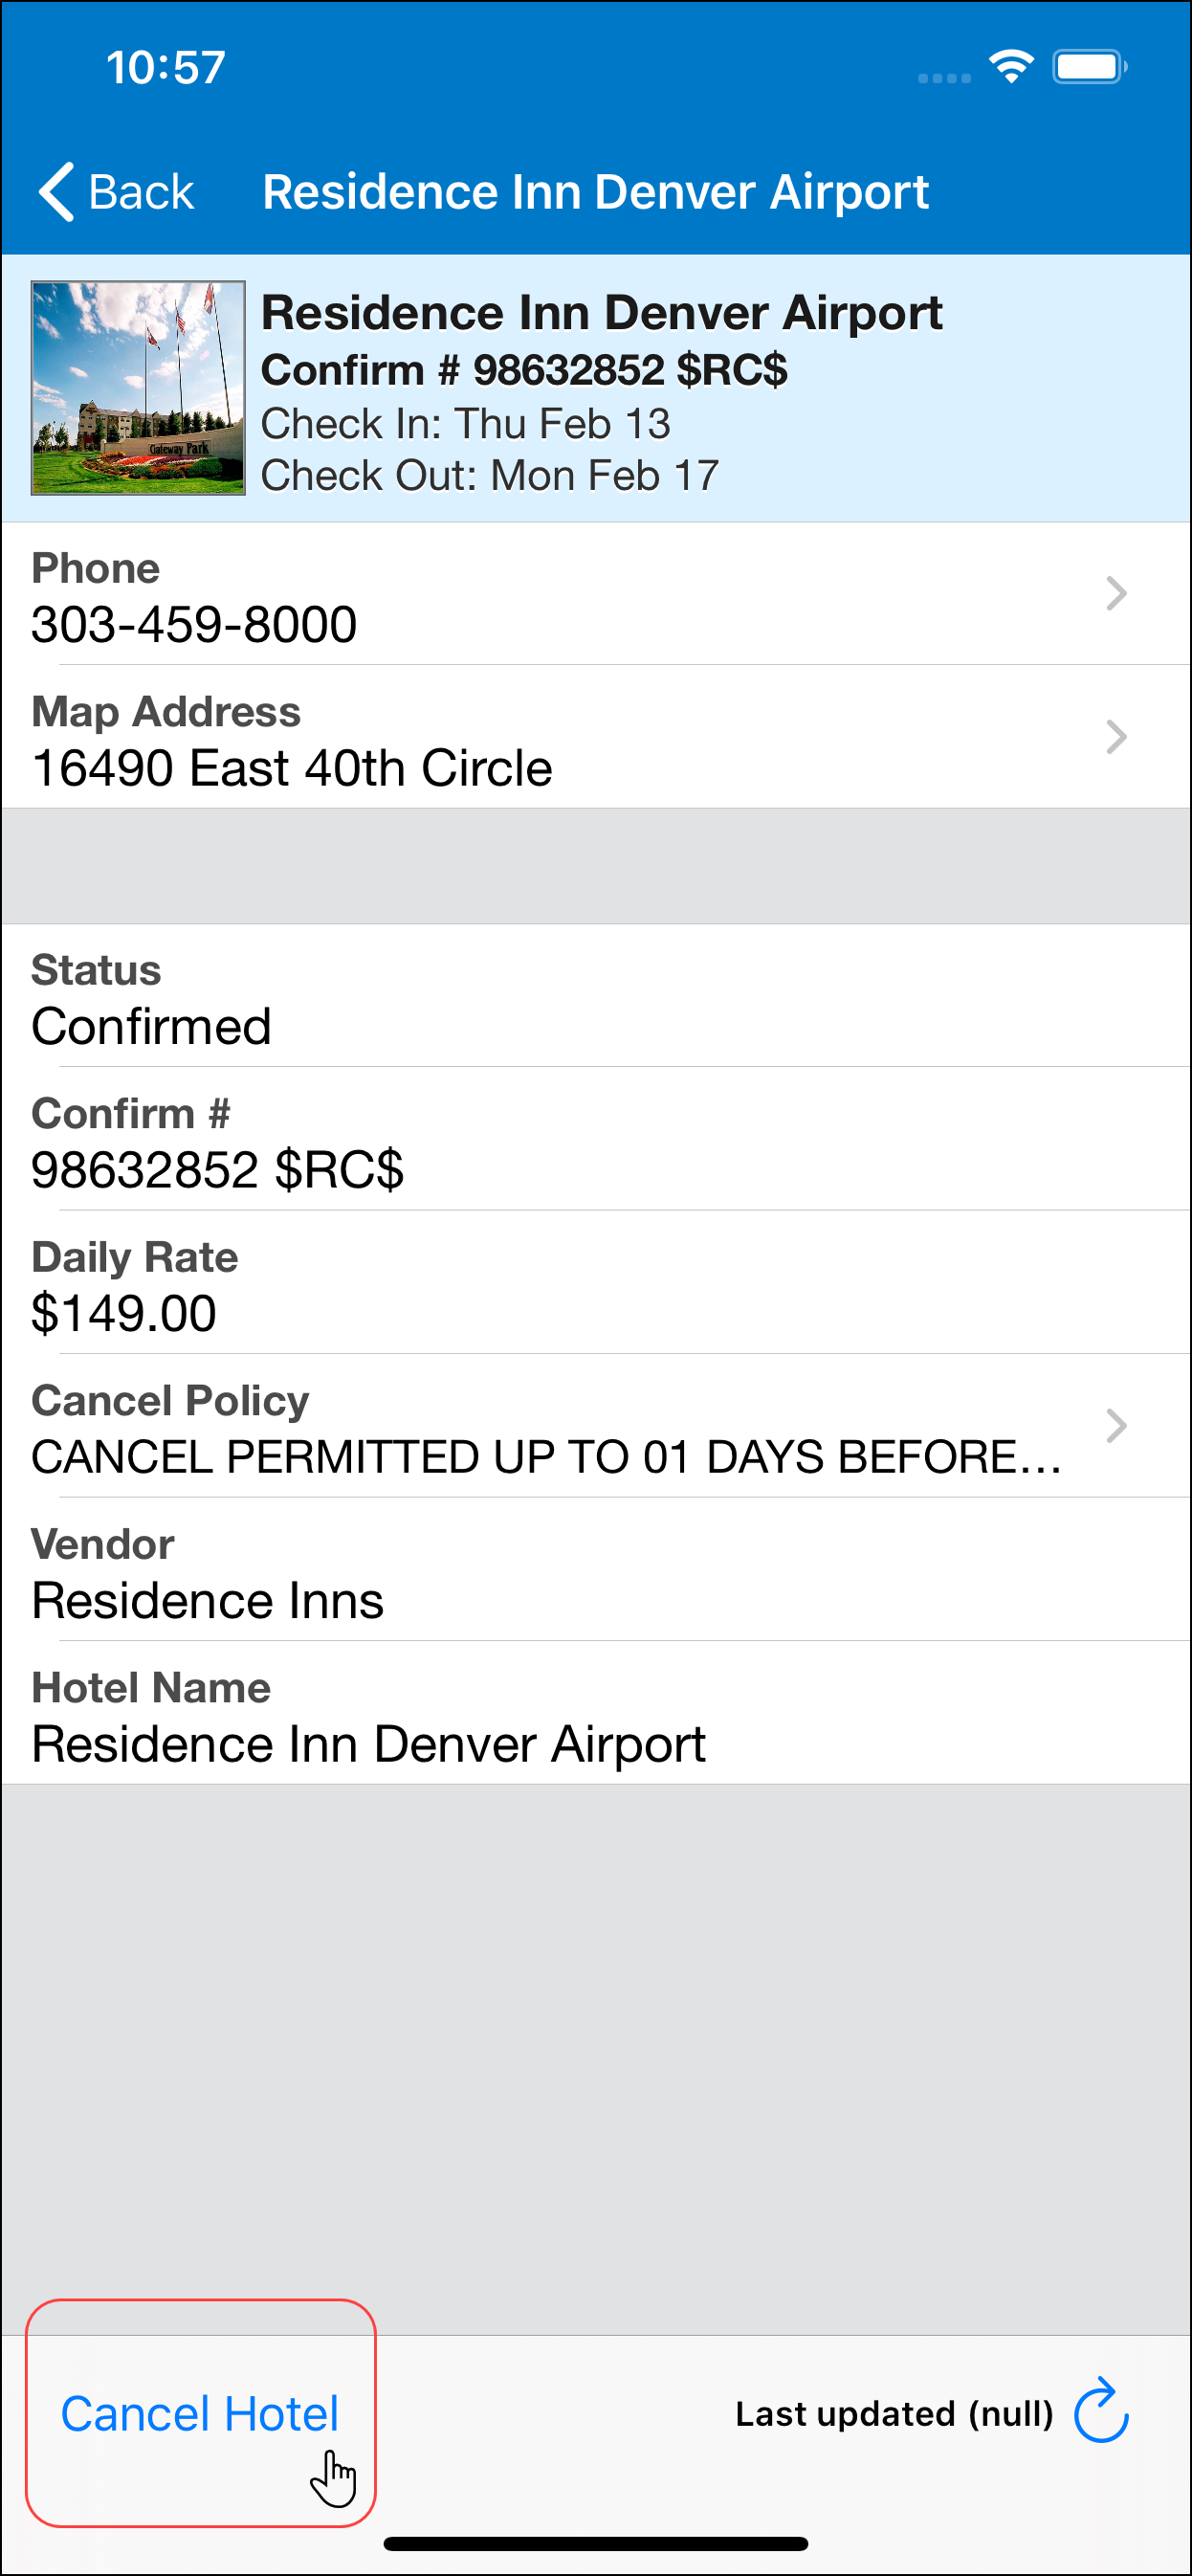 10:57
Back
Residence Inn Denver Airport
Residence Inn Denver Airport
Confirm # 98632852 $RC$
Check In: Thu Feb 13
Check Out: Mon Feb 17
Gateway Park
Phone
303-459-8000
Map Address
16490 East 40th Circle
Status
Confirmed
Confirm #
98632852 $RC$
Daily Rate
$149.00
Cancel Policy
CANCEL PERMITTED UP TO 01 DAYS BEFORE...
Vendor
Residence Inns
Hotel Name
Residence Inn Denver Airport
Cancel Hotel
Last updated (null)